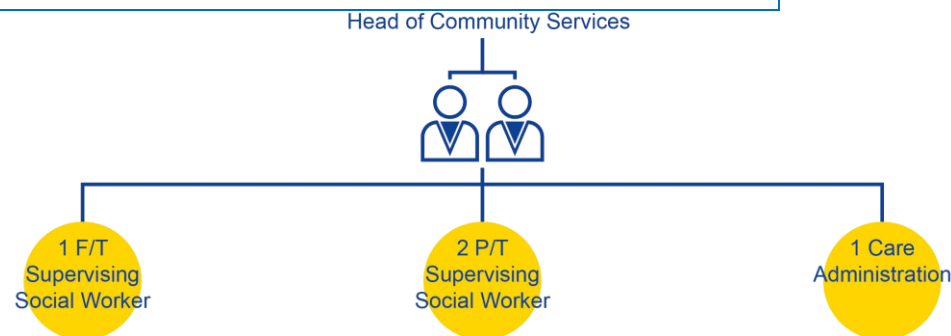 Head of Community Services
1 F/T
Supervising
Social Worker
2 P/T
Supervising
Social Worker
1 Care
Administration